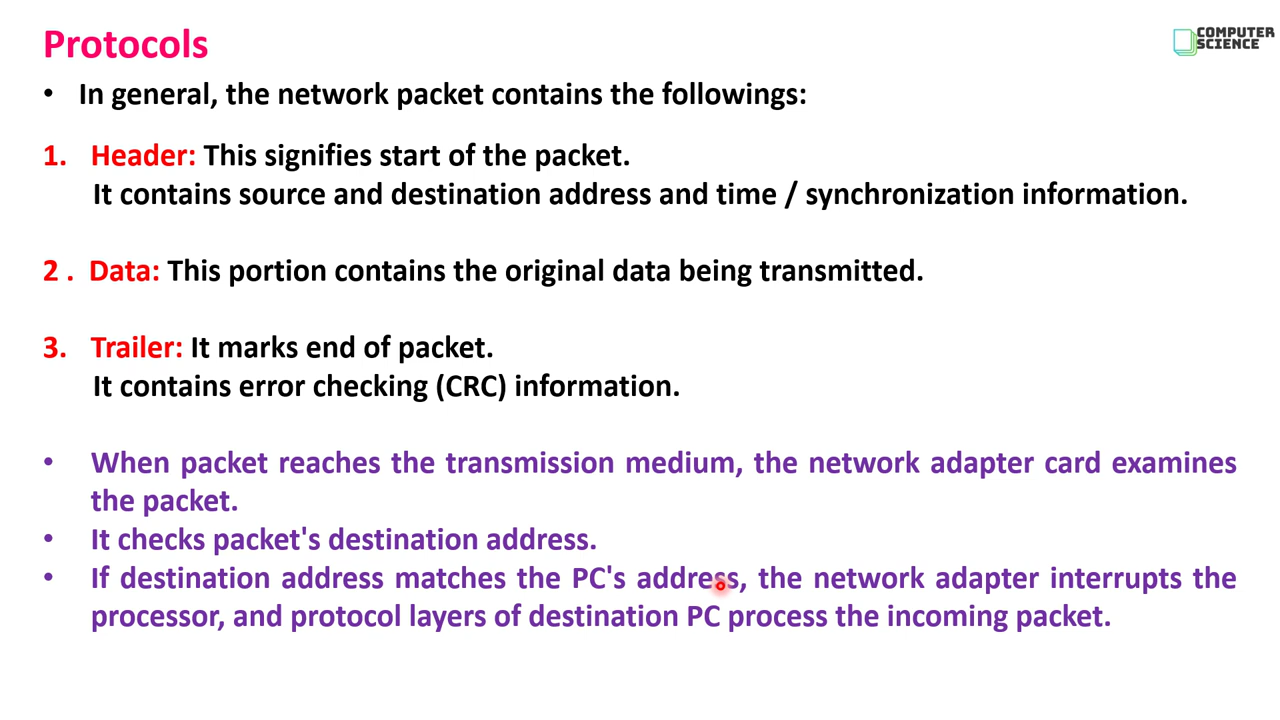 Protocols
COMPUTER
SCIENCE
• In general, the network packet contains the followings:
1. Header: This signifies start of the packet.
It contains source and destination address and time / synchronization information.
2 . Data: This portion contains the original data being transmitted.
3. Trailer: It marks end of packet.
It contains error checking (CRC) information.
• When packet reaches the transmission medium, the network adapter card examines
the packet.
• It checks packet's destination address.
• If destination address matches the PC's address, the network adapter interrupts the
processor, and protocol layers of destination PC process the incoming packet.